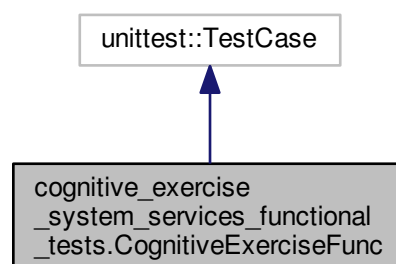 unittest::TestCase
cognitive_exercise
_system_services_functional
_tests.CognitiveExerciseFunc